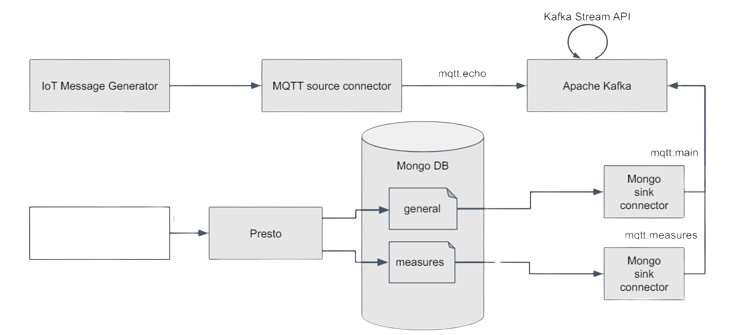 Kafka Stream API
IoT Message Generator
MQTT source connector
mqtt.echo
Apache Kafka
mqtt.main
Mongo DB
general
Mongo
sink
connector
Presto
mqtt.measures
measures
Mongo
sink
connector